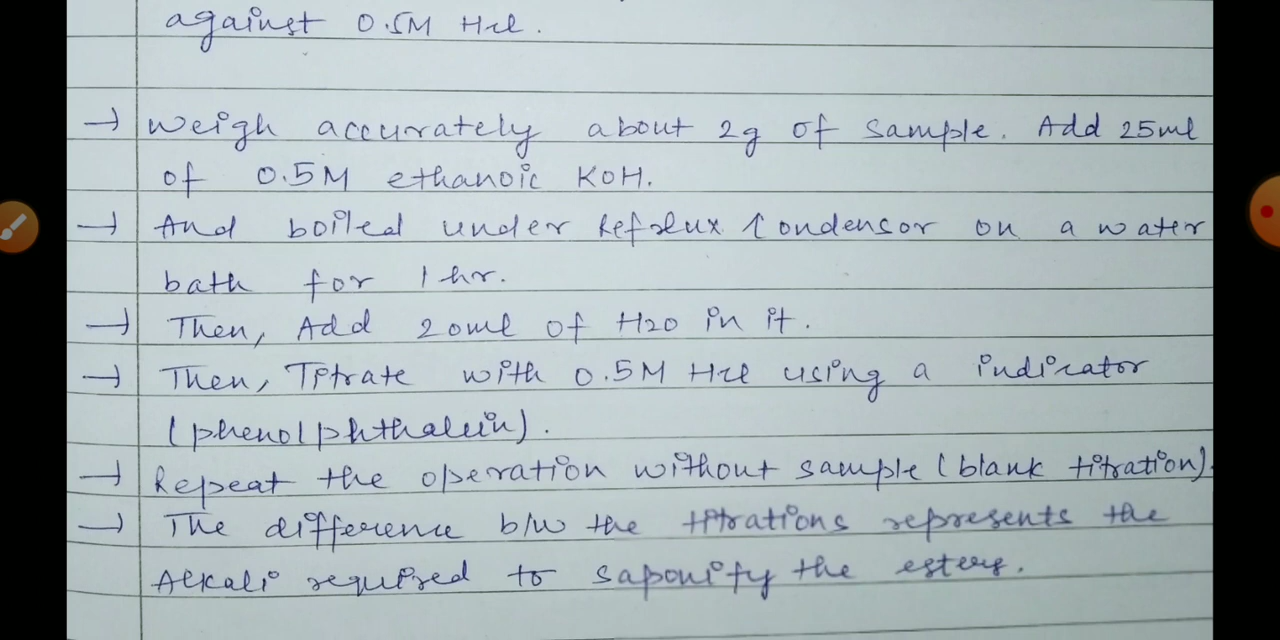 against 0.5M Hcl.
→ Weigh accurately about 2g of sample. Add 25ml
of 0.5M ethanoic KOH.
→ And boiled under Reflux Condensor on a water
bath for 1 hr.
→ Then, Add 20ml of H2O in it.
→ Then, Titrate with 0.5M Hcl using a indicator
(phenolphthalein).
→ Repeat the operation without sample (blank titration).
→ The difference b/w the titrations represents the
Alkali required to saponify the esters.